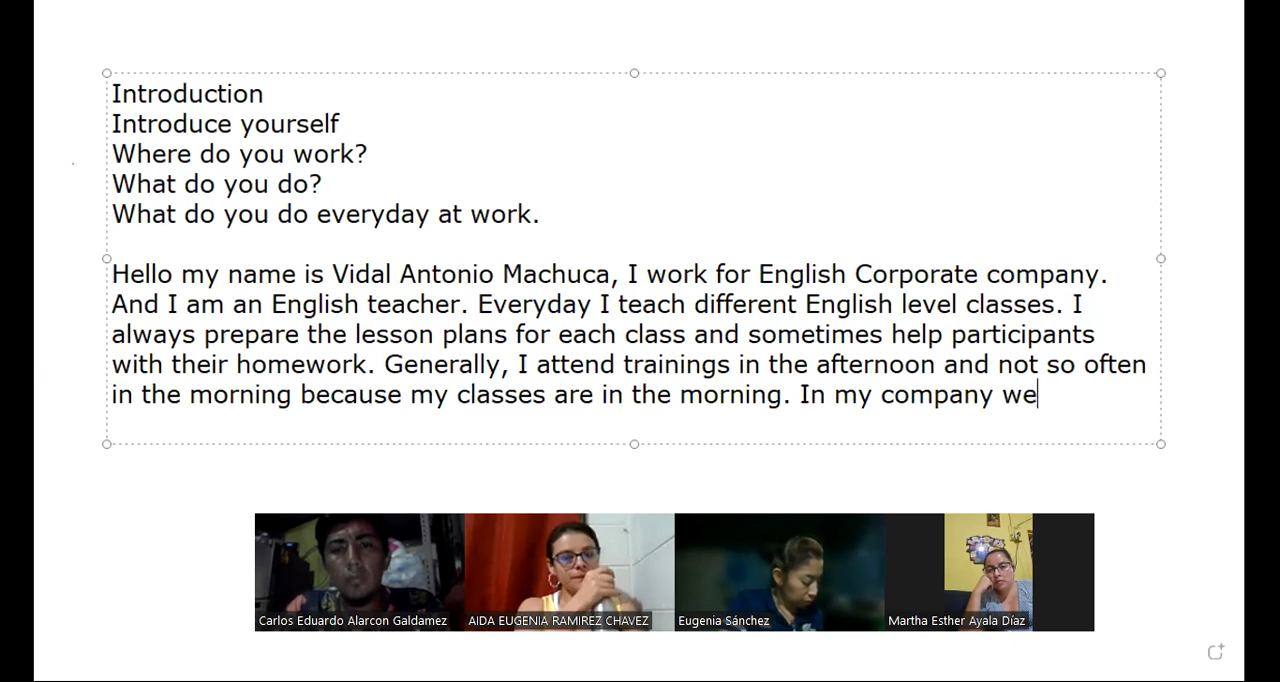 Introduction
Introduce yourself
Where do you work?
What do you do?
What do you do everyday at work.
Hello my name is Vidal Antonio Machuca, I work for English Corporate company.
And I am an English teacher. Everyday I teach different English level classes. I
always prepare the lesson plans for each class and sometimes help participants
with their homework. Generally, I attend trainings in the afternoon and not so often
in the morning because my classes are in the morning. In my company we
Carlos Eduardo Alarcon Galdamez
AIDA EUGENIA RAMIREZ CHAVEZ
Eugenia Sánchez
Martha Esther Ayala Díaz